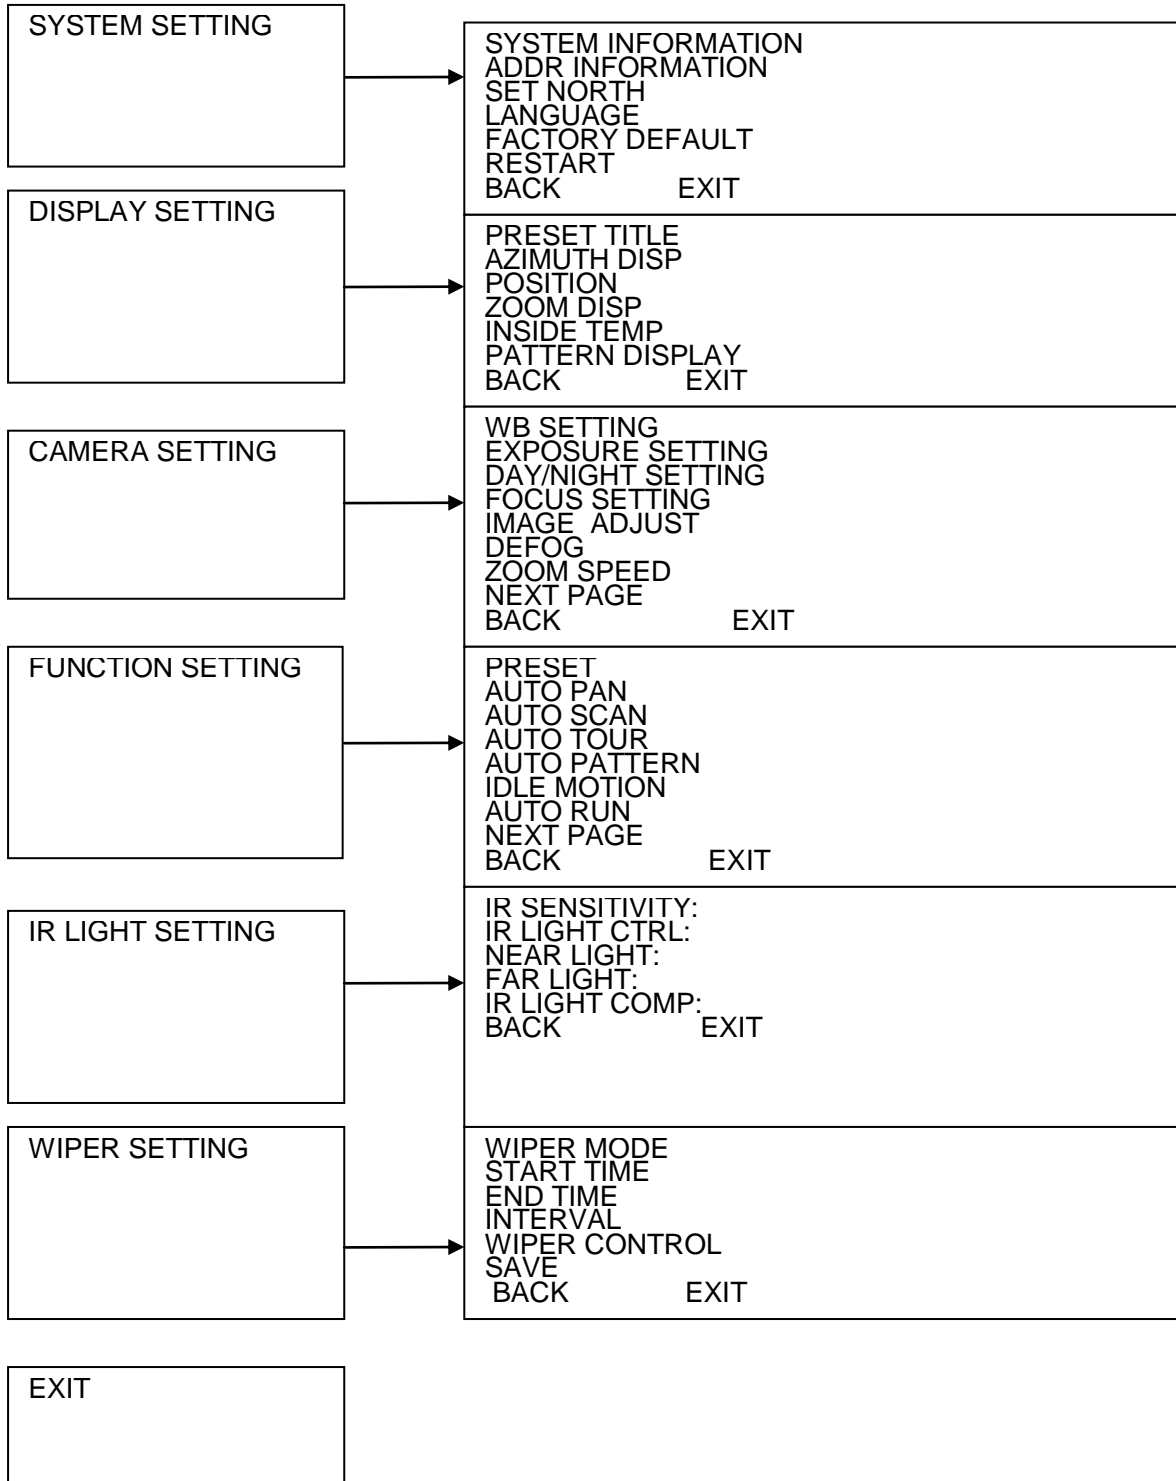 SYSTEM SETTING
SYSTEM INFORMATION
ADDR INFORMATION
SET NORTH
LANGUAGE
FACTORY DEFAULT
RESTART
BACK EXIT
DISPLAY SETTING
PRESET TITLE
AZIMUTH DISP
POSITION
ZOOM DISP
INSIDE TEMP
PATTERN DISPLAY
BACK EXIT
CAMERA SETTING
WB SETTING
EXPOSURE SETTING
DAY/NIGHT SETTING
FOCUS SETTING
IMAGE ADJUST
DEFOG
ZOOM SPEED
NEXT PAGE
BACK EXIT
FUNCTION SETTING
PRESET
AUTO PAN
AUTO SCAN
AUTO TOUR
AUTO PATTERN
IDLE MOTION
AUTO RUN
NEXT PAGE
BACK EXIT
IR LIGHT SETTING
IR SENSITIVITY:
IR LIGHT CTRL:
NEAR LIGHT:
FAR LIGHT:
IR LIGHT COMP:
BACK EXIT
WIPER SETTING
WIPER MODE
START TIME
END TIME
INTERVAL
WIPER CONTROL
SAVE
BACK EXIT
EXIT